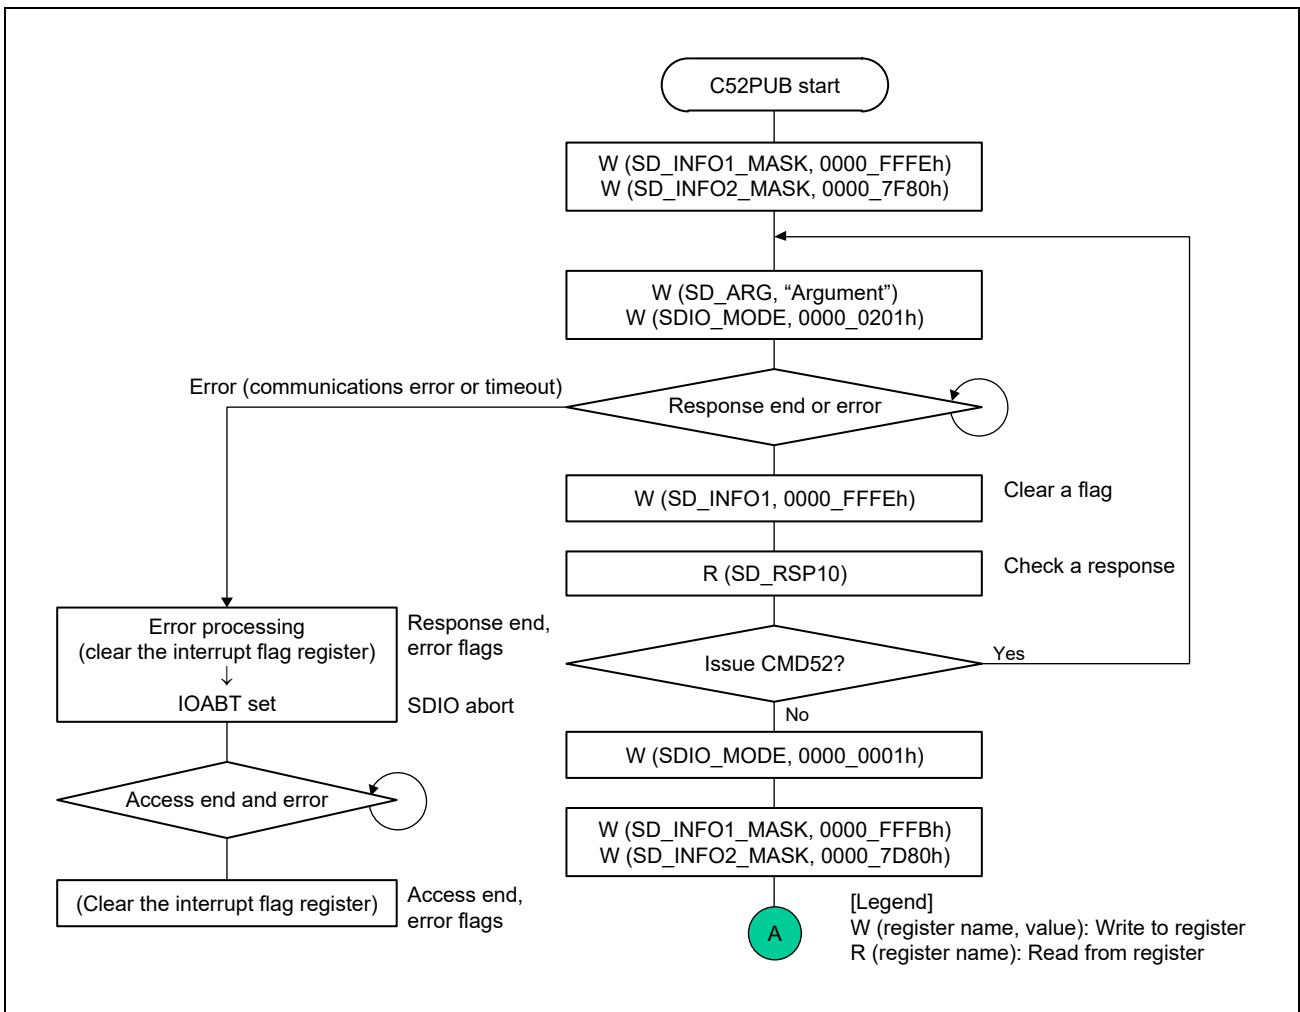 C52PUB start
W (SD_INFO1_MASK, 0000_FFFEh)
W (SD_INFO2_MASK, 0000_7F80h)
W (SD_ARG, “Argument”)
W (SDIO_MODE, 0000_0201h)
Error (communications error or timeout)
Response end or error
W (SD_INFO1, 0000_FFFEh)
Clear a flag
R (SD_RSP10)
Check a response
Error processing
(clear the interrupt flag register)
↓
IOABT set
Response end,
error flags
SDIO abort
Issue CMD52?
Yes
No
W (SDIO_MODE, 0000_0001h)
Access end and error
W (SD_INFO1_MASK, 0000_FFFBh)
W (SD_INFO2_MASK, 0000_7D80h)
(Clear the interrupt flag register)
Access end,
error flags
A
[Legend]
W (register name, value): Write to register
R (register name): Read from register